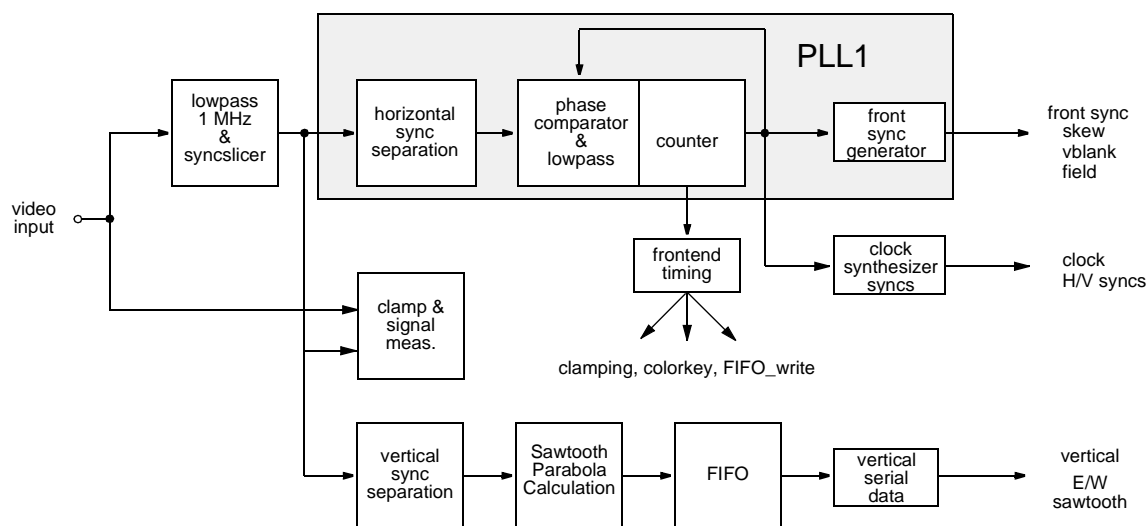 PLL1
lowpass
1 MHz
&
syncslicer
horizontal
sync
separation
phase
comparator
&
lowpass
counter
front
sync
generator
front sync
skew
vblank
field
video
input
frontend
timing
clock
synthesizer
syncs
clock
H/V syncs
clamp &
signal
meas.
clamping, colorkey, FIFO_write
vertical
sync
separation
Sawtooth
Parabola
Calculation
FIFO
vertical
serial
data
vertical
E/W
sawtooth